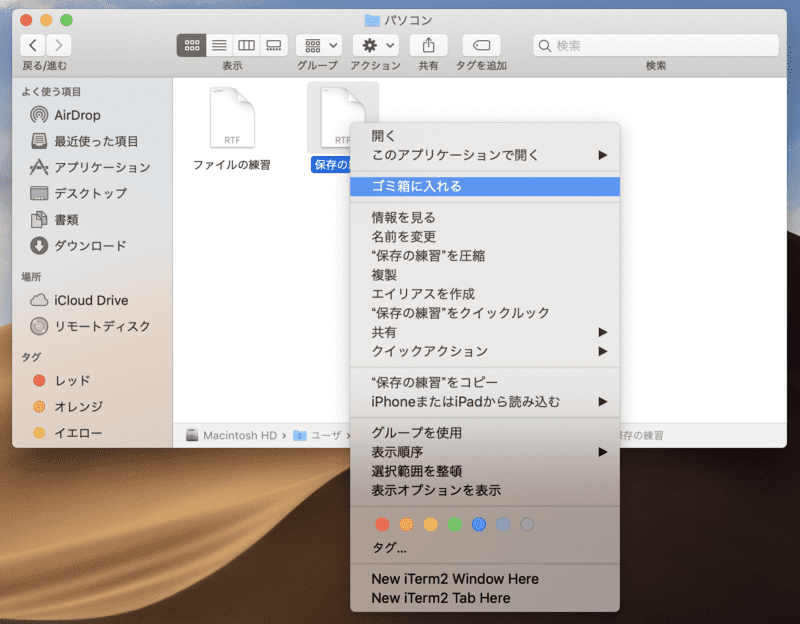 パソコン
戻る/進む
表示
グループ
アクション
共有
タグを追加
検索
検索
よく使う項目
AirDrop
最近使った項目
アプリケーション
デスクトップ
書類
ダウンロード
場所
iCloud Drive
リモートディスク
タグ
レッド
オレンジ
イエロー
RTF
ファイルの練習
RTF
保存の
Macintosh HD › ユーザ ›
存の練習
開く
このアプリケーションで開く
ゴミ箱に入れる
情報を見る
名前を変更
“保存の練習”を圧縮
複製
エイリアスを作成
“保存の練習”をクイックルック
共有
クイックアクション
“保存の練習”をコピー
iPhoneまたはiPadから読み込む
グループを使用
表示順序
選択範囲を整頓
表示オプションを表示
タグ...
New iTerm2 Window Here
New iTerm2 Tab Here